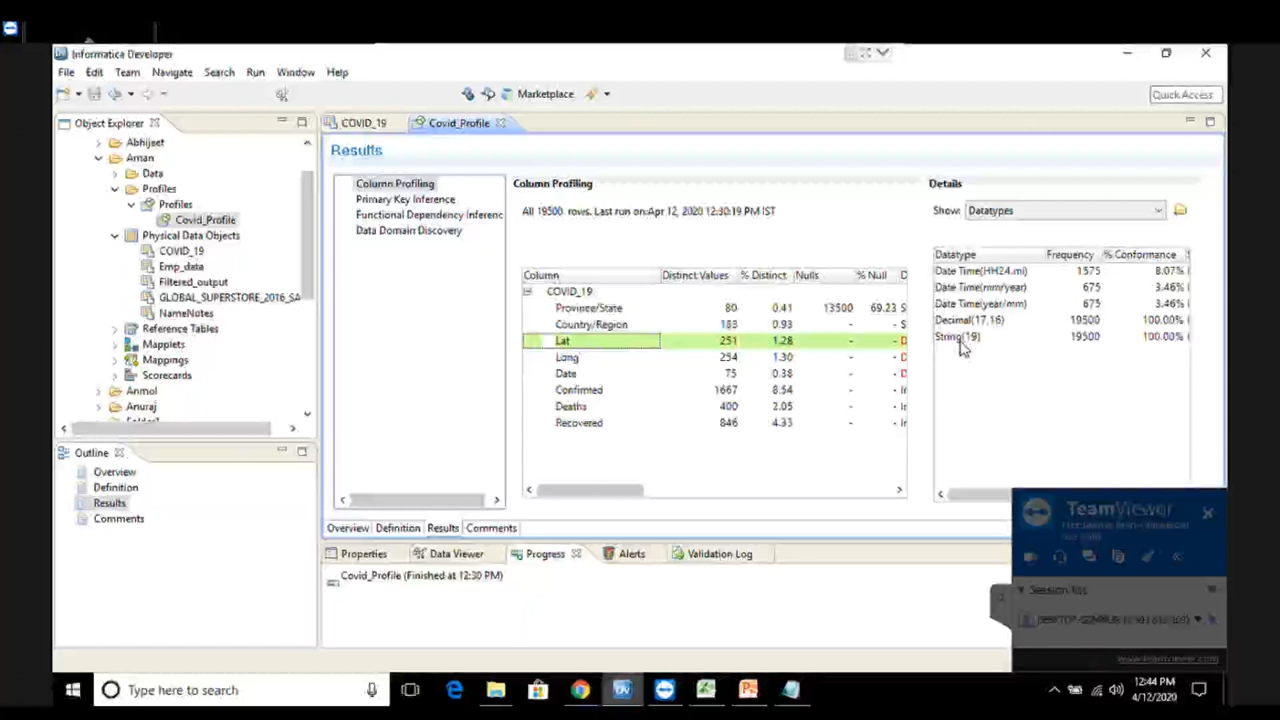 Informatica Developer
File Edit Team Navigate Search Run Window Help
Marketplace
Quick Access
Object Explorer
COVID_19
Covid_Profile
Abhijeet
Aman
Data
Profiles
Profiles
Covid_Profile
Physical Data Objects
COVID_19
Emp_data
Filtered_output
GLOBAL_SUPERSTORE_2016_SA
NameNotes
Reference Tables
Mapplets
Mappings
Scorecards
Anmol
Anuraj
Outline
Overview
Definition
Results
Comments
Results
Column Profiling
Primary Key Inference
Functional Dependency Inferenc
Data Domain Discovery
Column Profiling
All 19500 rows. Last run on:Apr 12, 2020 12:30:19 PM IST
Column Distinct Values % Distinct Nulls % Null D
COVID_19
Province/State 80 0.41 13500 69.23 S
Country/Region 183 0.93 - - S
Lat 251 1.28 - - D
Long 254 1.30 - - D
Date 75 0.38 - - D
Confirmed 1667 8.54 - - In
Deaths 400 2.05 - - In
Recovered 846 4.33 - - In
Details
Show: Datatypes
Datatype Frequency % Conformance
Date Time(HH24.mi) 1575 8.07%
Date Time(mm/year) 675 3.46%
Date Time(year/mm) 675 3.46%
Decimal(17,16) 19500 100.00%
String(19) 19500 100.00%
Overview Definition Results Comments
Properties Data Viewer Progress Alerts Validation Log
Covid_Profile (Finished at 12:30 PM)
TeamViewer
Session list
www.teamviewer.com
Type here to search
12:44 PM
4/12/2020